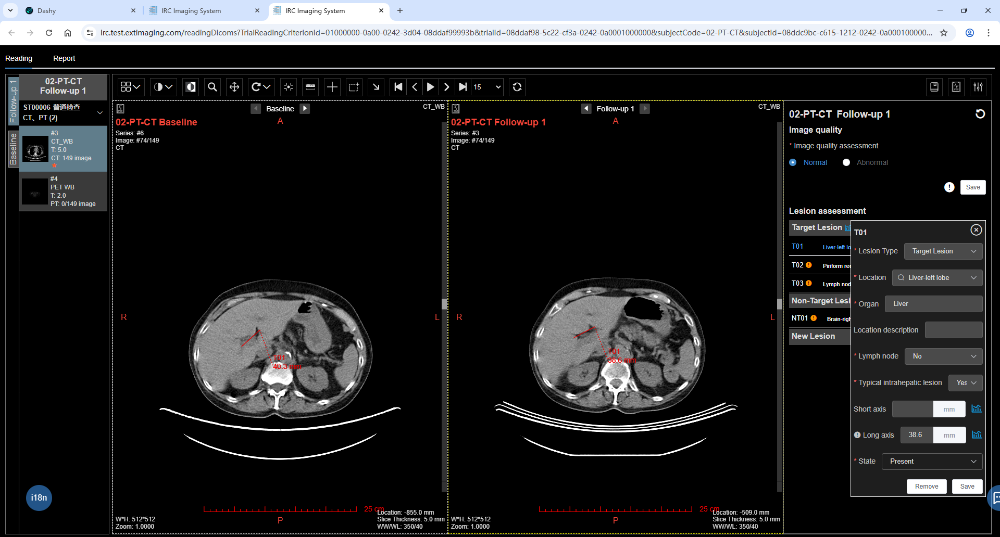 Dashy
IRC Imaging System
IRC Imaging System
irc.test.extimaging.com/readingDicoms?TrialReadingCriterionId=01000000-0a00-0242-3d04-08ddaf99993b&trialId=08ddaf98-5c22-cf3a-0242-0a0001000000&subjectCode=02-PT-CT&subjectId=08ddc9bc-c615-1212-0242-0a000100000...
Reading
Report
Follow-up 1
Baseline
02-PT-CT
Follow-up 1
ST00006 普通检查
CT、PT (2)
#3
CT_WB
T: 5.0
CT: 149 image
#4
PET WB
T: 2.0
PT: 0/149 image
15
Baseline
CT_WB
02-PT-CT Baseline
A
Series: #6
Image: #74/149
CT
R
L
T01
40.3 mm
25 cm
P
W*H: 512*512
Zoom: 1.0000
Location: -855.0 mm
Slice Thickness: 5.0 mm
WW/WL: 350/40
Follow-up 1
CT_WB
02-PT-CT Follow-up 1
A
Series: #3
Image: #74/149
CT
R
L
T01
38.6 mm
25 cm
P
W*H: 512*512
Zoom: 1.0000
Location: -509.0 mm
Slice Thickness: 5.0 mm
WW/WL: 350/40
02-PT-CT Follow-up 1
Image quality
* Image quality assessment
Normal
Abnormal
Save
Lesion assessment
Target Lesion
T01 Liver-left lo
T02 Piriform re
T03 Lymph nod
Non-Target Lesi
NT01 Brain-righ
New Lesion
T01
* Lesion Type Target Lesion
* Location Liver-left lobe
* Organ Liver
Location description
* Lymph node No
* Typical intrahepatic lesion Yes
Short axis mm
Long axis 38.6 mm
* State Present
Remove
Save
i18n